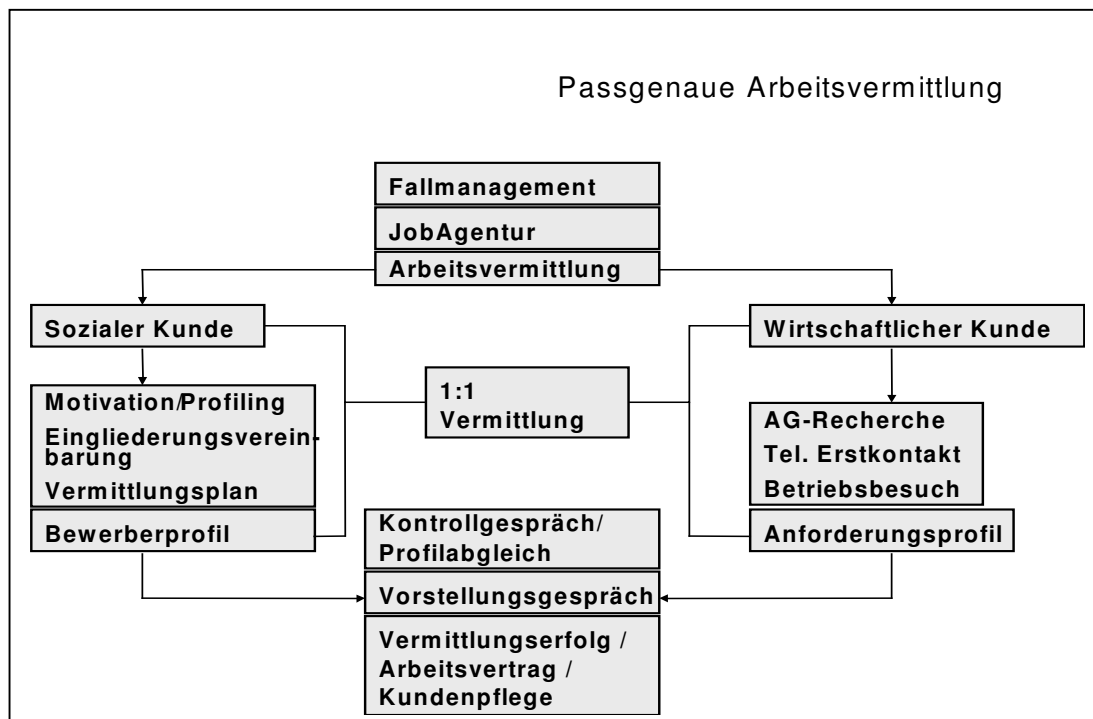 Passgenaue Arbeitsvermittlung
Fallmanagement
JobAgentur
Arbeitsvermittlung
Sozialer Kunde
Wirtschaftlicher Kunde
1:1
Vermittlung
Motivation/Profiling
Eingliederungsverein-
barung
Vermittlungsplan
Bewerberprofil
AG-Recherche
Tel. Erstkontakt
Betriebsbesuch
Anforderungsprofil
Kontrollgespräch/
Profilabgleich
Vorstellungsgespräch
Vermittlungserfolg /
Arbeitsvertrag /
Kundenpflege